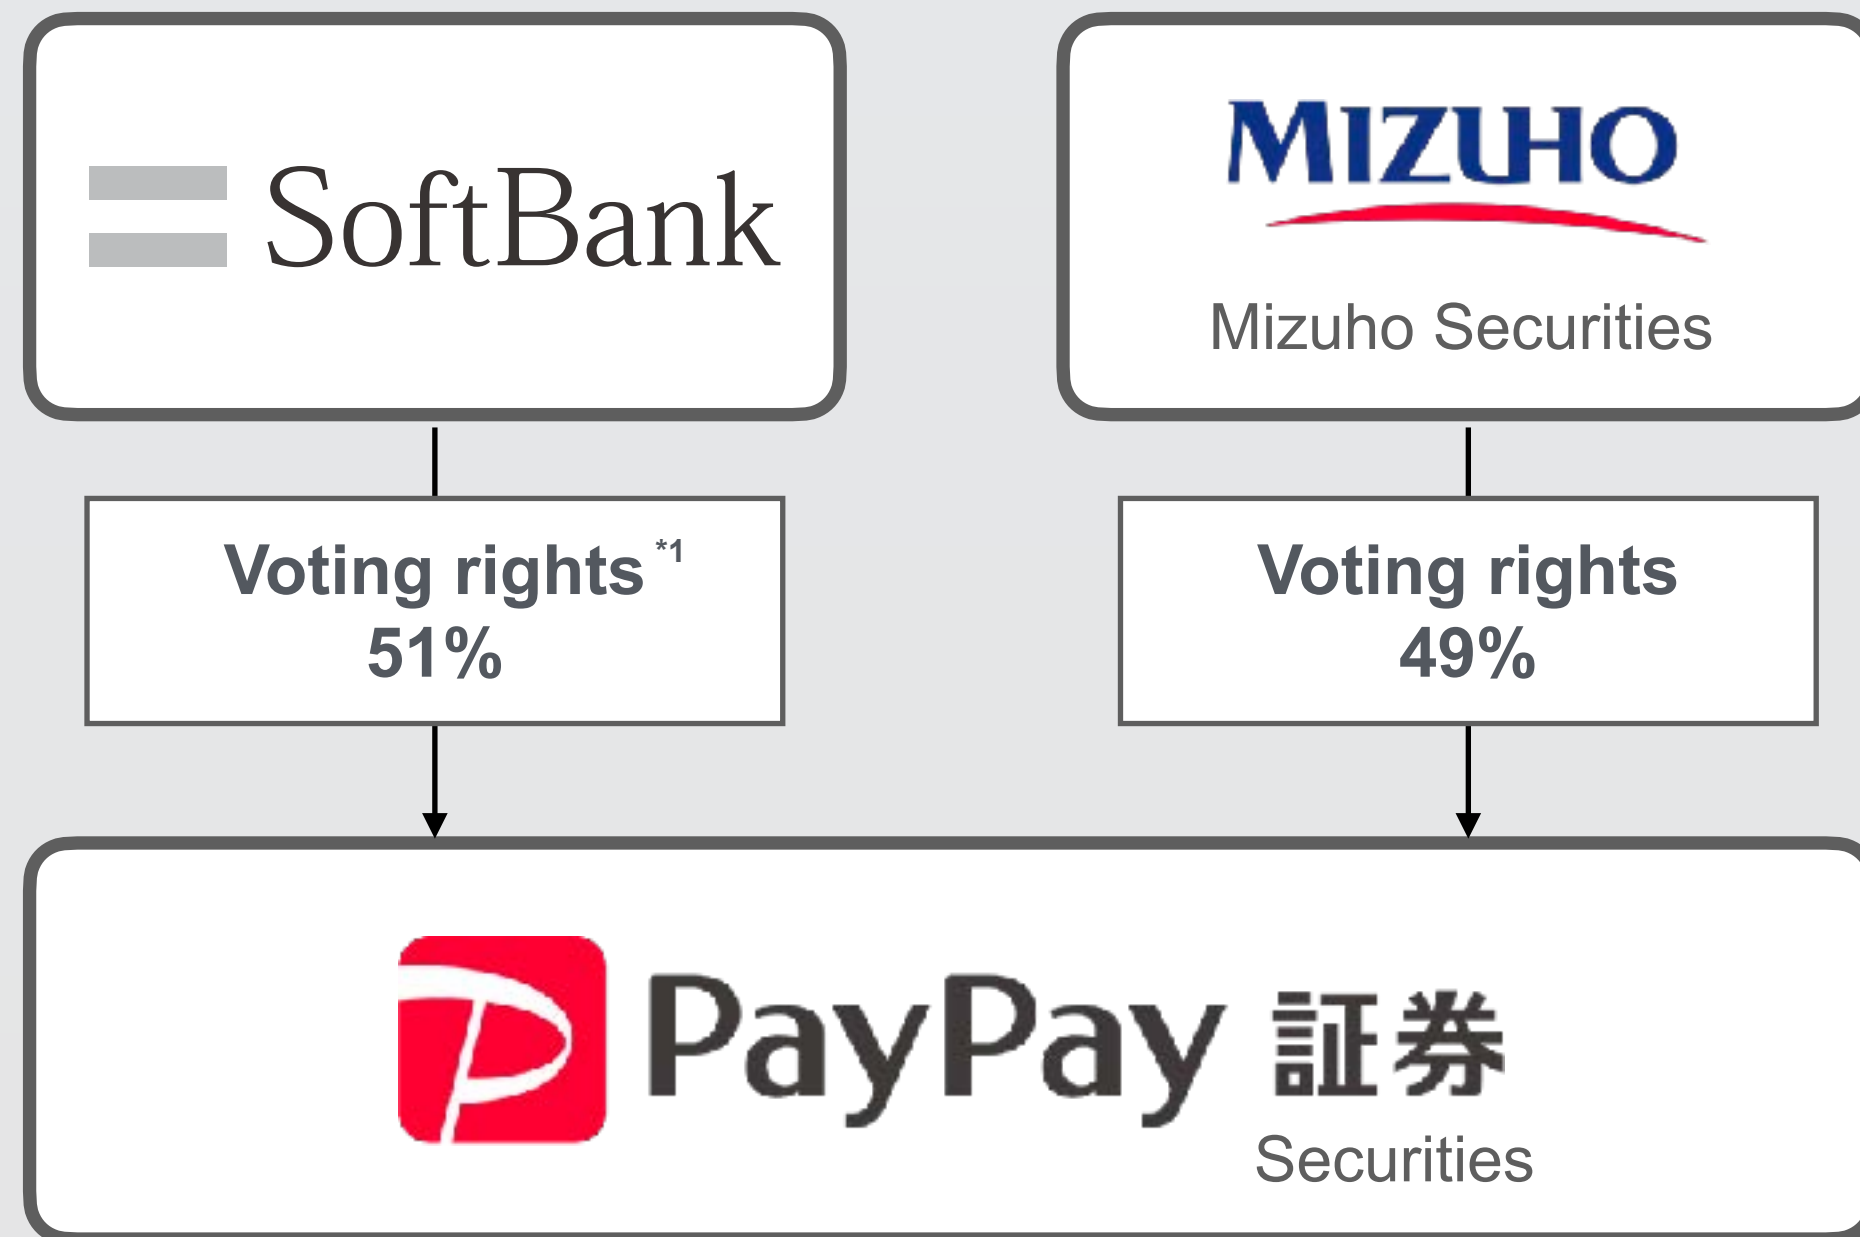 SoftBank
MIZUHO
Mizuho Securities
Voting rights *1
51%
Voting rights
49%
PayPay 証券
Securities